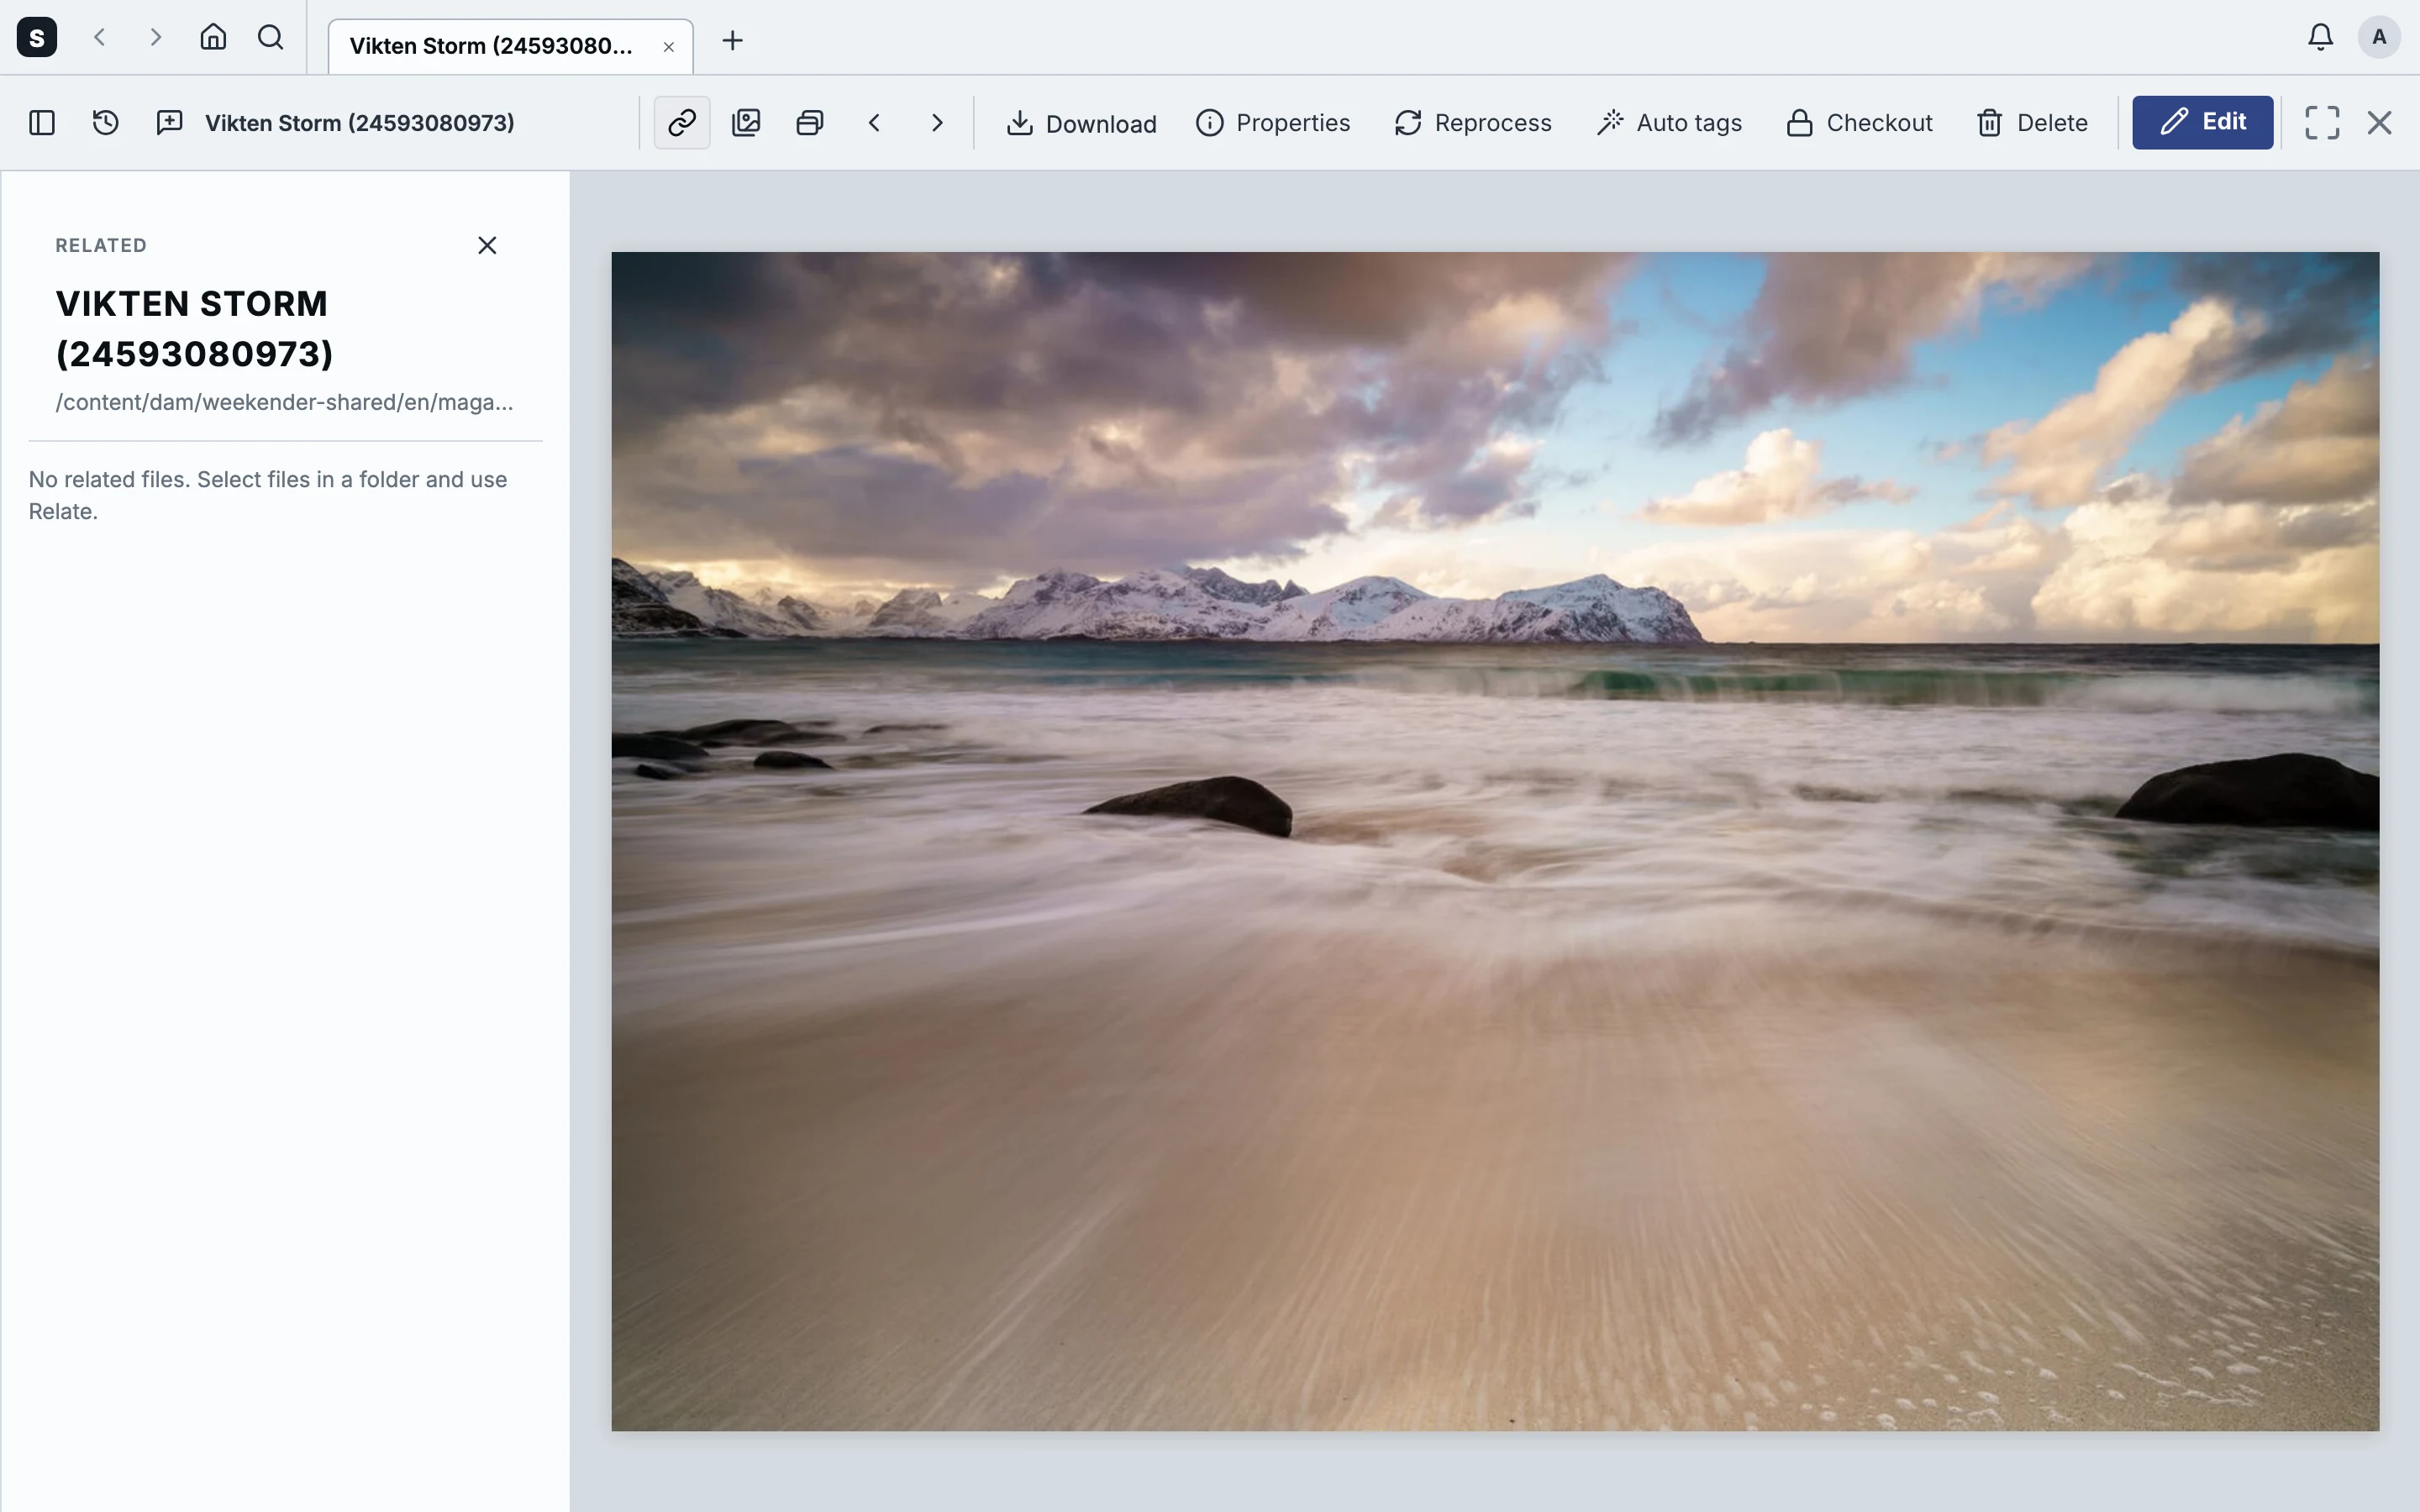 S
Vikten Storm (24593080...
A
Vikten Storm (24593080973)
Download
Properties
Reprocess
Auto tags
Checkout
Delete
Edit
RELATED
VIKTEN STORM
(24593080973)
/content/dam/weekender-shared/en/maga...
No related files. Select files in a folder and use
Relate.